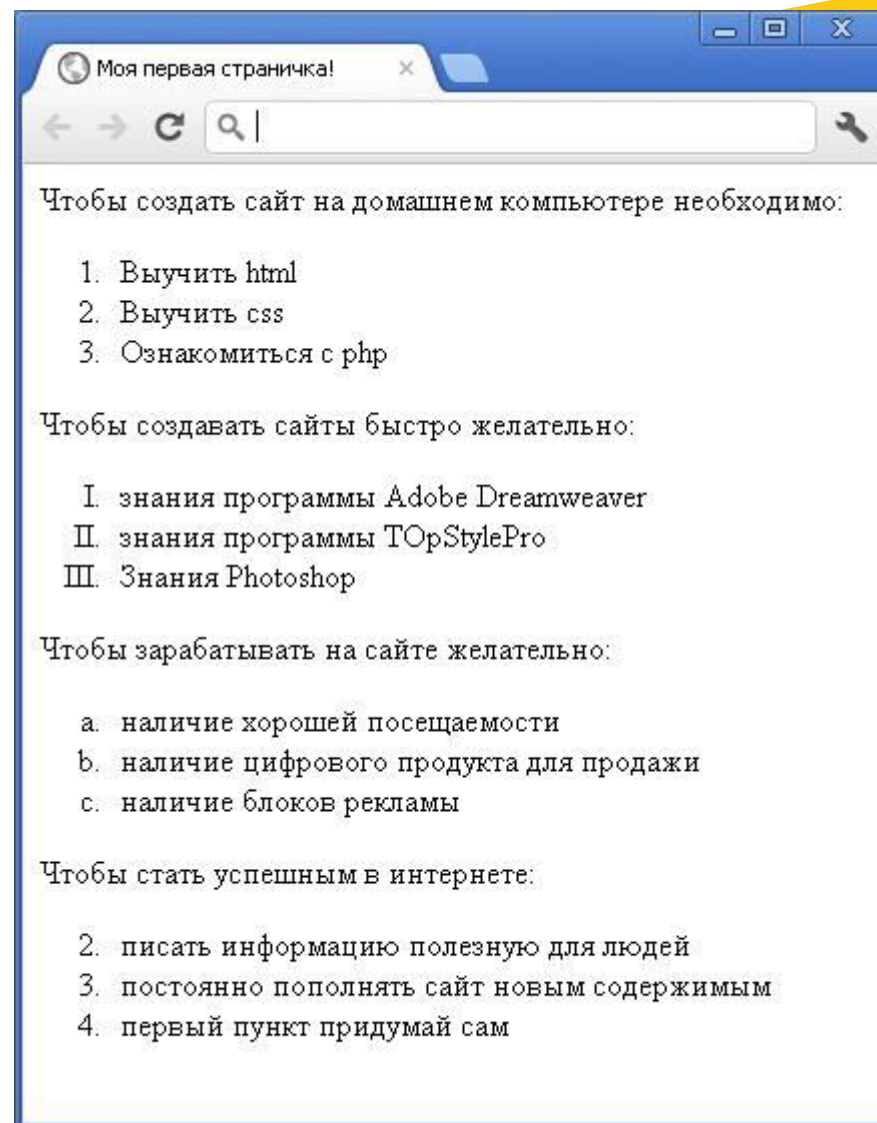 Моя первая страничка!
Чтобы создать сайт на домашнем компьютере необходимо:
1. Выучить html
2. Выучить css
3. Ознакомиться с php
Чтобы создавать сайты быстро желательно:
I. знания программы Adobe Dreamweaver
II. знания программы TOpStylePro
III. Знания Photoshop
Чтобы зарабатывать на сайте желательно:
a. наличие хорошей посещаемости
b. наличие цифрового продукта для продажи
c. наличие блоков рекламы
Чтобы стать успешным в интернете:
2. писать информацию полезную для людей
3. постоянно пополнять сайт новым содержимым
4. первый пункт придумай сам